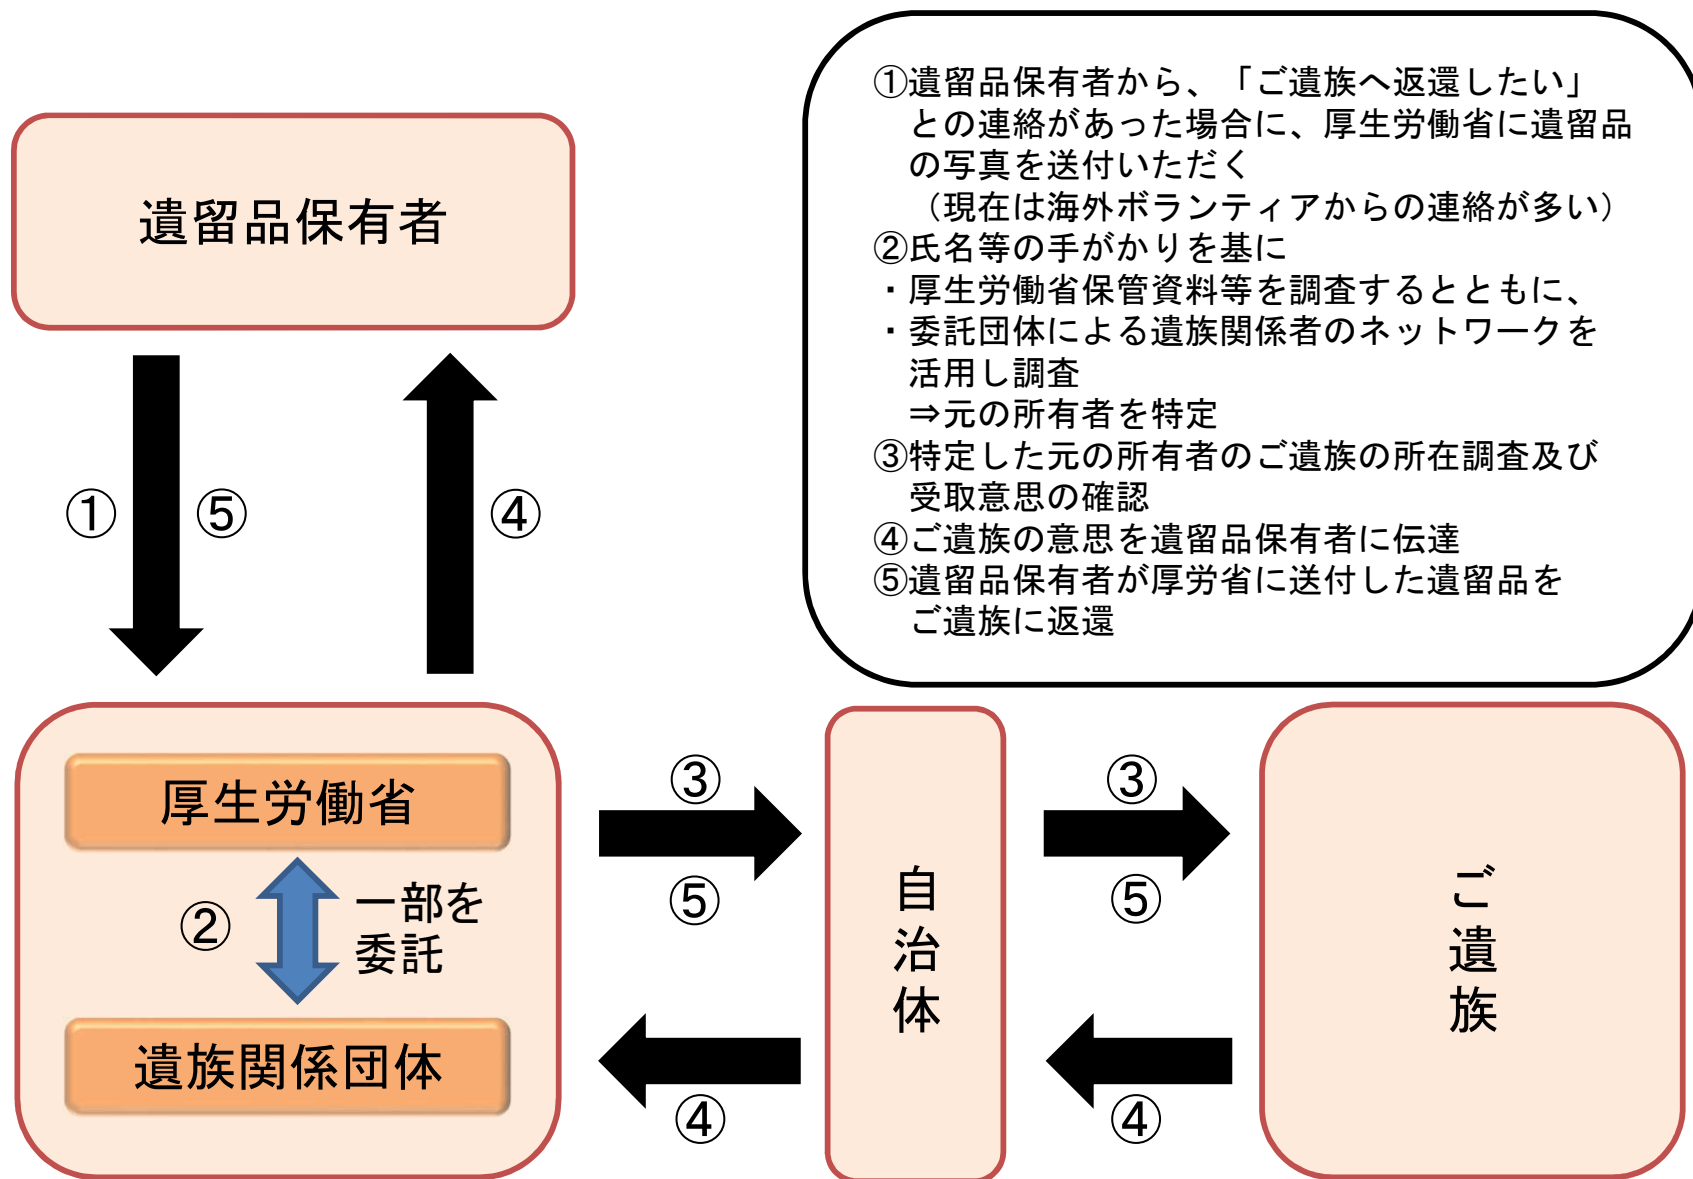 ①遺留品保有者から、「ご遺族へ返還したい」
との連絡があった場合に、厚生労働省に遺留品
の写真を送付いただく
（現在は海外ボランティアからの連絡が多い）
②氏名等の手がかりを基に
・厚生労働省保管資料等を調査するとともに、
・委託団体による遺族関係者のネットワークを
活用し調査
⇒元の所有者を特定
③特定した元の所有者のご遺族の所在調査及び
受取意思の確認
④ご遺族の意思を遺留品保有者に伝達
⑤遺留品保有者が厚労省に送付した遺留品を
ご遺族に返還
遺留品保有者
①
⑤
④
厚生労働省
②
一部を
委託
遺族関係団体
③
⑤
④
自治体
③
⑤
④
ご遺族